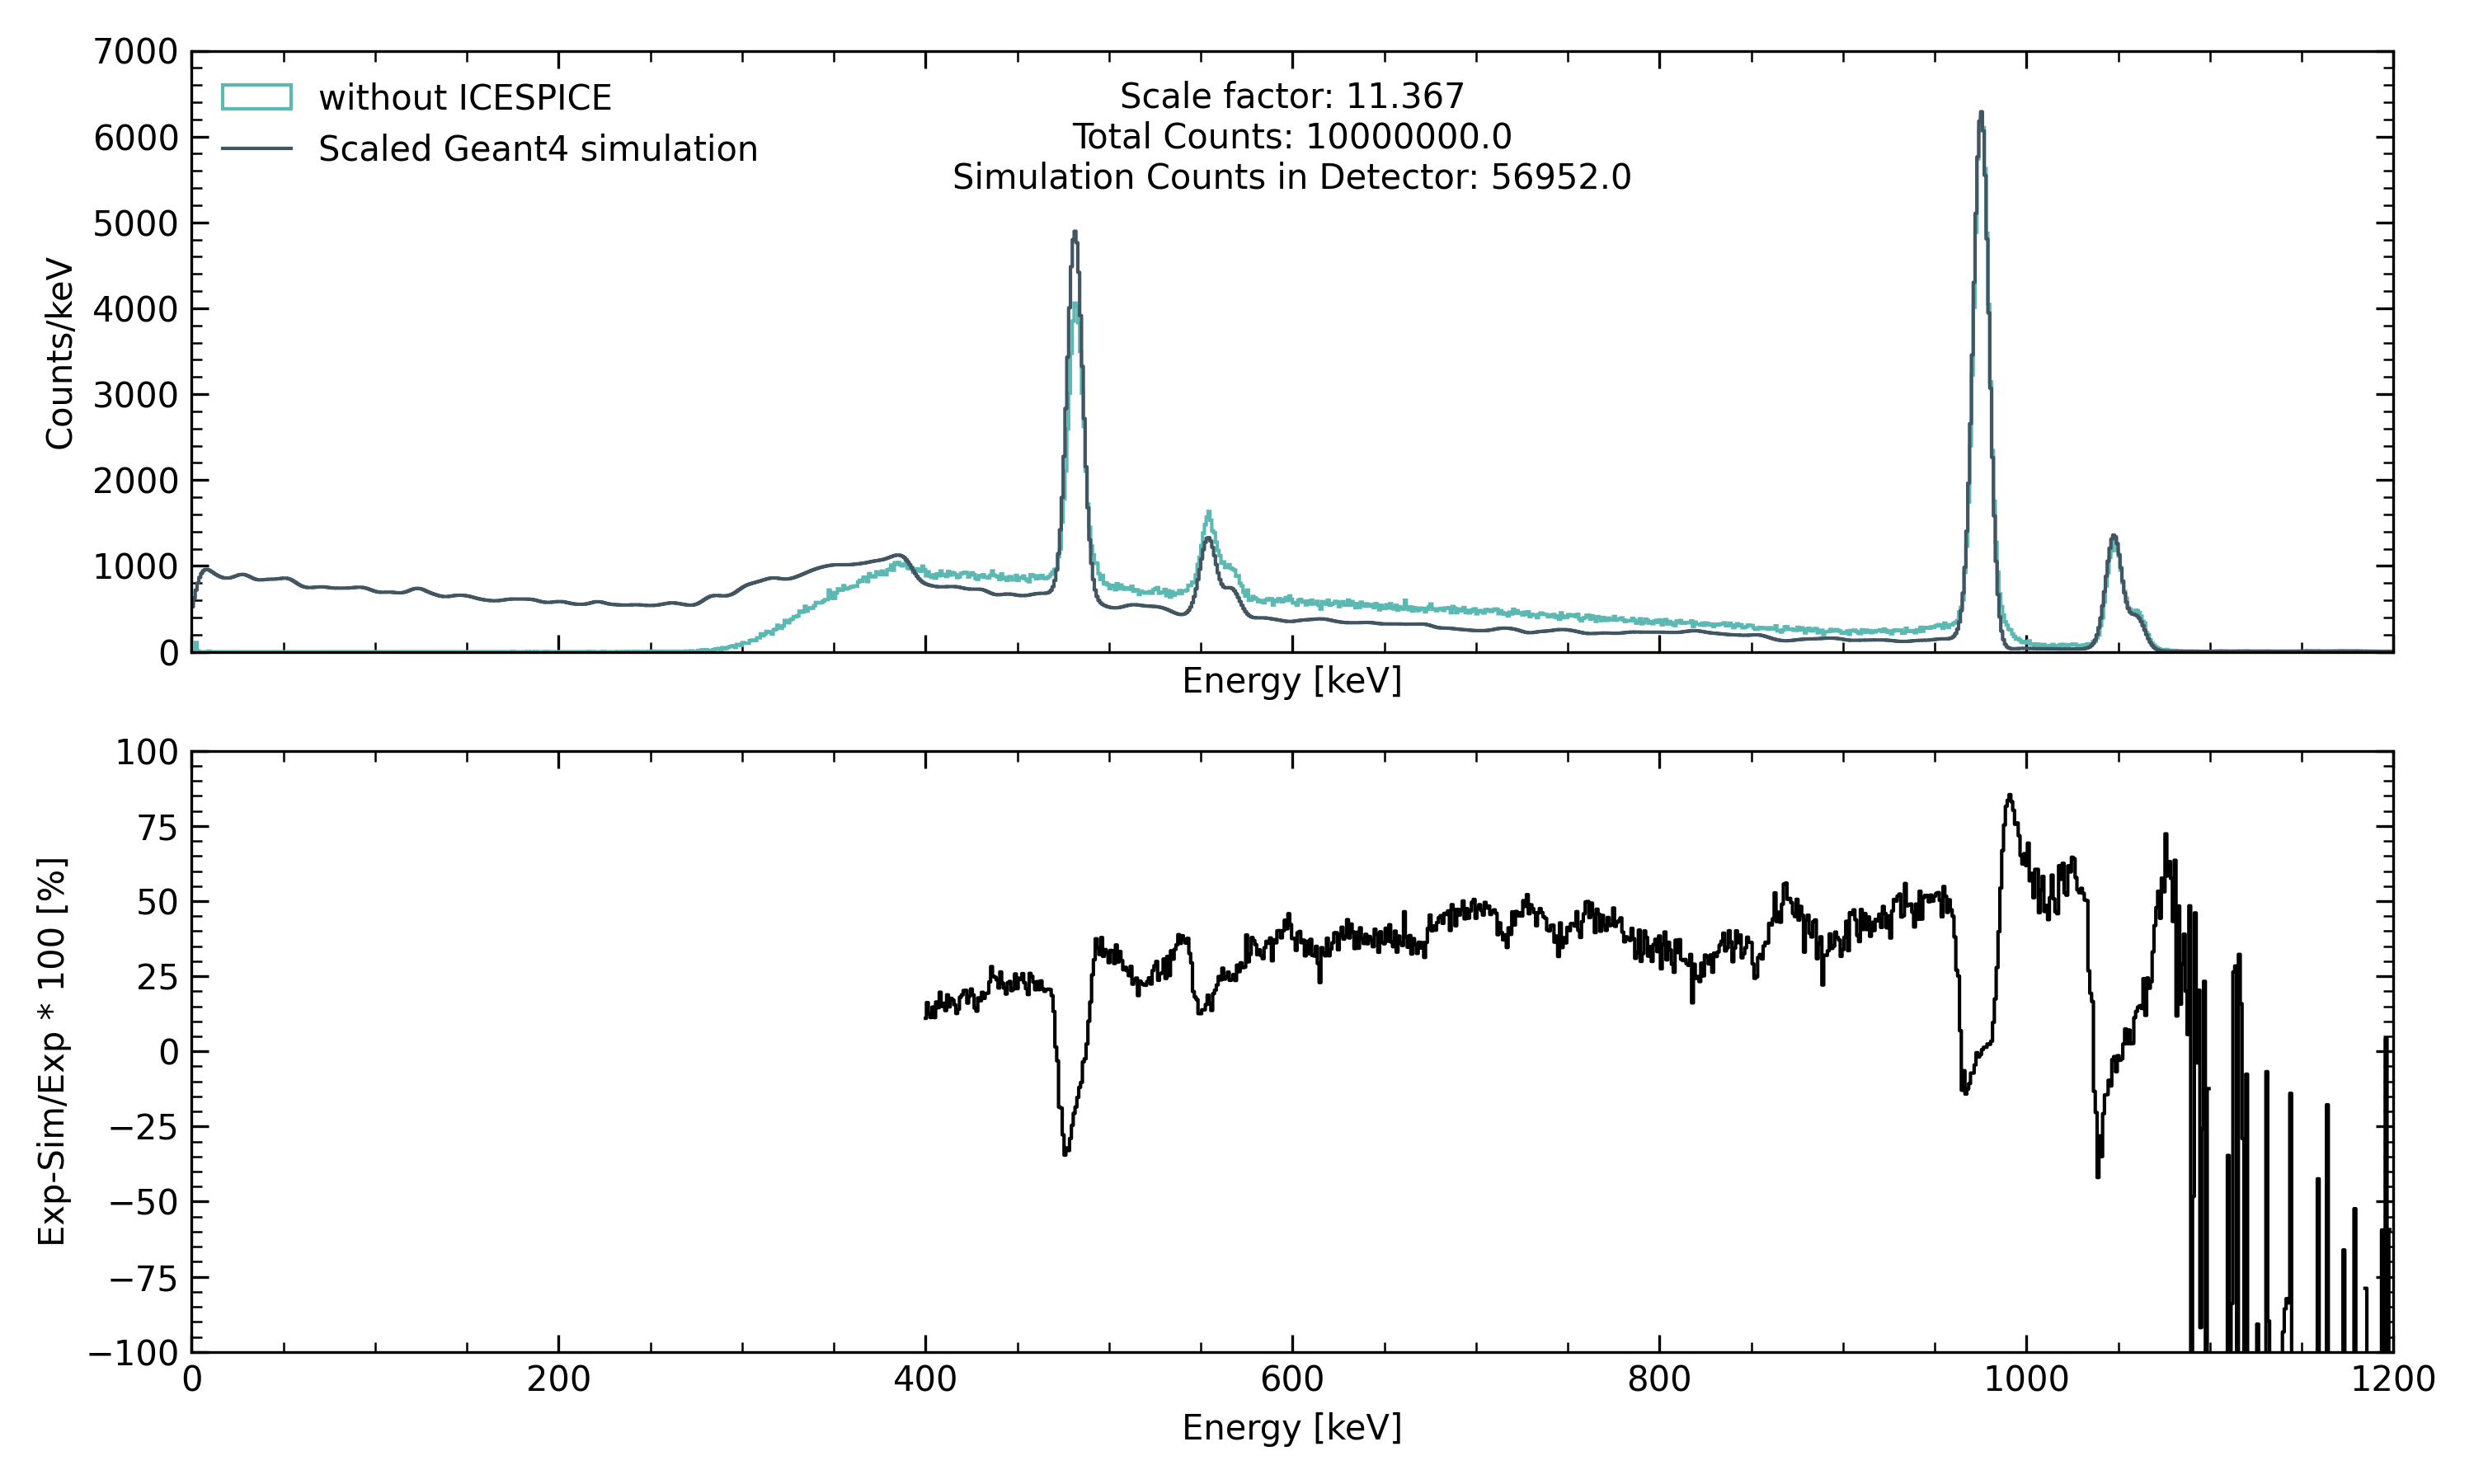 7000
6000
5000
4000
3000
2000
1000
0
Counts/keV
without ICESPICE
Scaled Geant4 simulation
Scale factor: 11.367
Total Counts: 10000000.0
Simulation Counts in Detector: 56952.0
Energy [keV]
100
75
50
25
0
−25
−50
−75
−100
Exp-Sim/Exp * 100 [%]
0 200 400 600 800 1000 1200
Energy [keV]